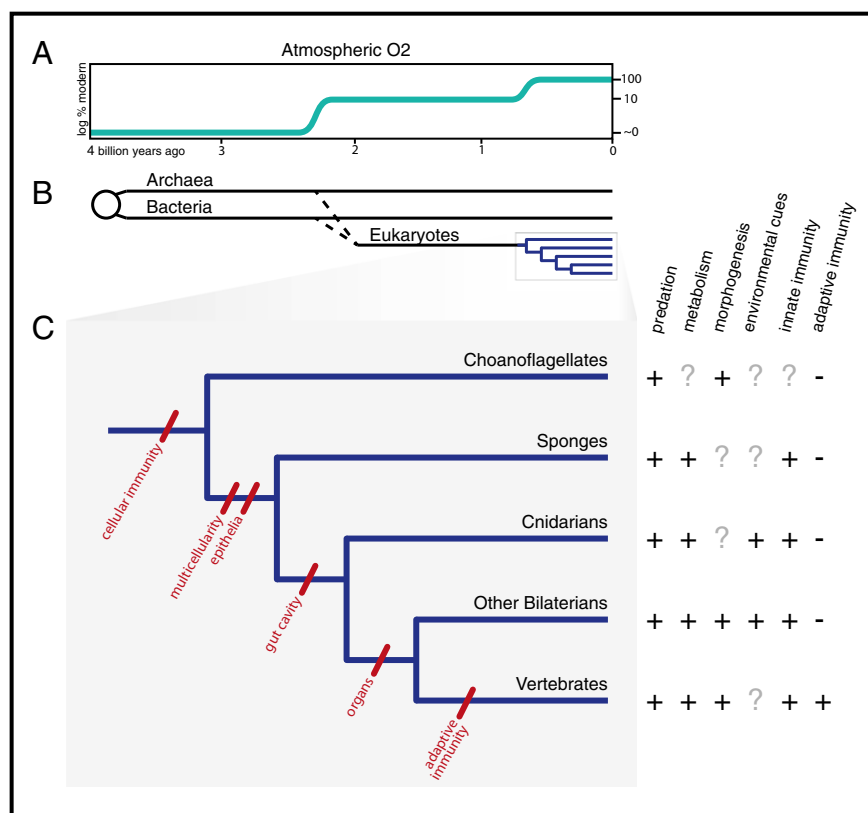 A
Atmospheric O2
log % modern
100
10
~0
4 billion years ago
3
2
1
0
B
Archaea
Bacteria
Eukaryotes
predation
metabolism
morphogenesis
environmental cues
innate immunity
adaptive immunity
C
Choanoflagellates
+ ? + ? ? -
cellular immunity
Sponges
+ + ? ? + -
multicellularity
epithelia
Cnidarians
+ + ? + + -
gut cavity
Other Bilaterians
+ + + + + -
organs
Vertebrates
+ + + ? + +
adaptive
immunity